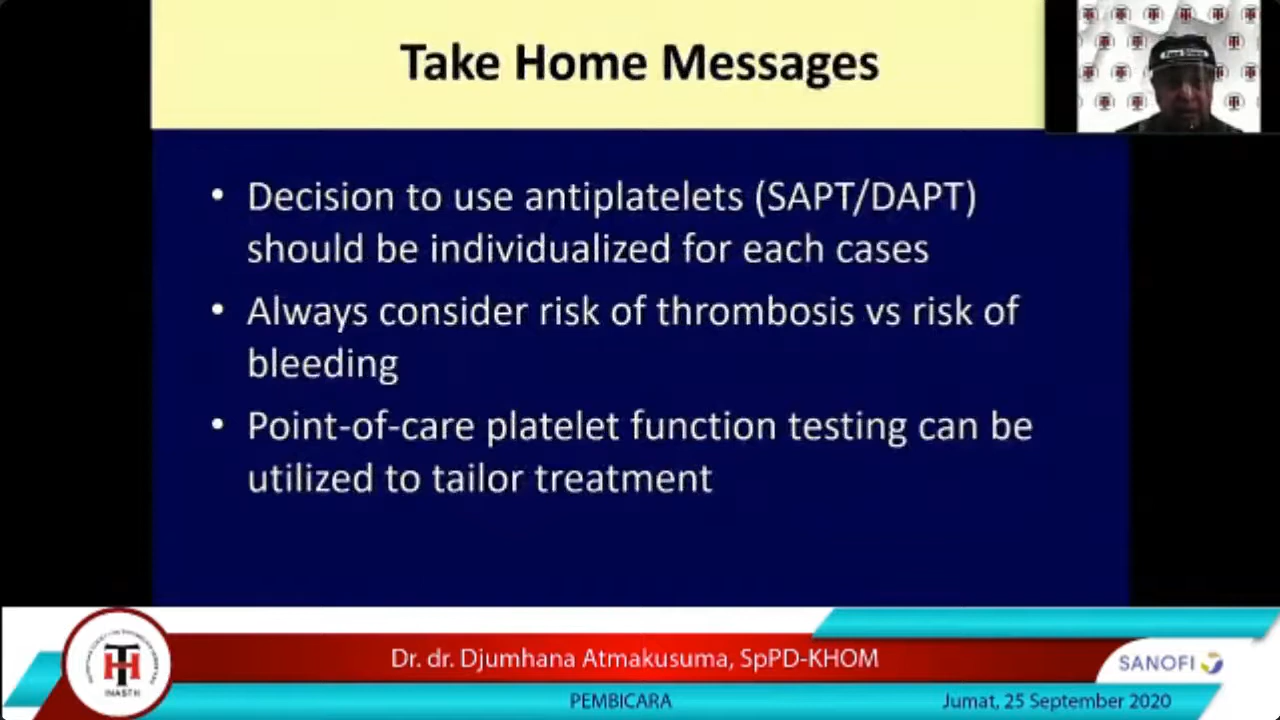 Take Home Messages
• Decision to use antiplatelets (SAPT/DAPT)
should be individualized for each cases
• Always consider risk of thrombosis vs risk of
bleeding
• Point-of-care platelet function testing can be
utilized to tailor treatment
INASTH
Dr. dr. Djumhana Atmakusuma, SpPD-KHOM
SANOFI
PEMBICARA
Jumat, 25 September 2020